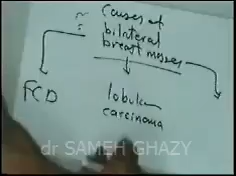 Causes of
bilateral
breast masses
FCD
lobular
carcinoma
dr SAMEH GHAZY